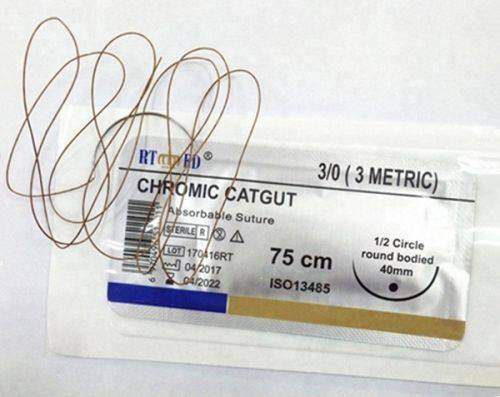 3/0 ( 3 METRIC)
CHROMIC CATGUT
Absorbable Suture
STERILE R
LOT 170416RT
04/2017
04/2022
75 cm
ISO13485
1/2 Circle
round bodied
40mm